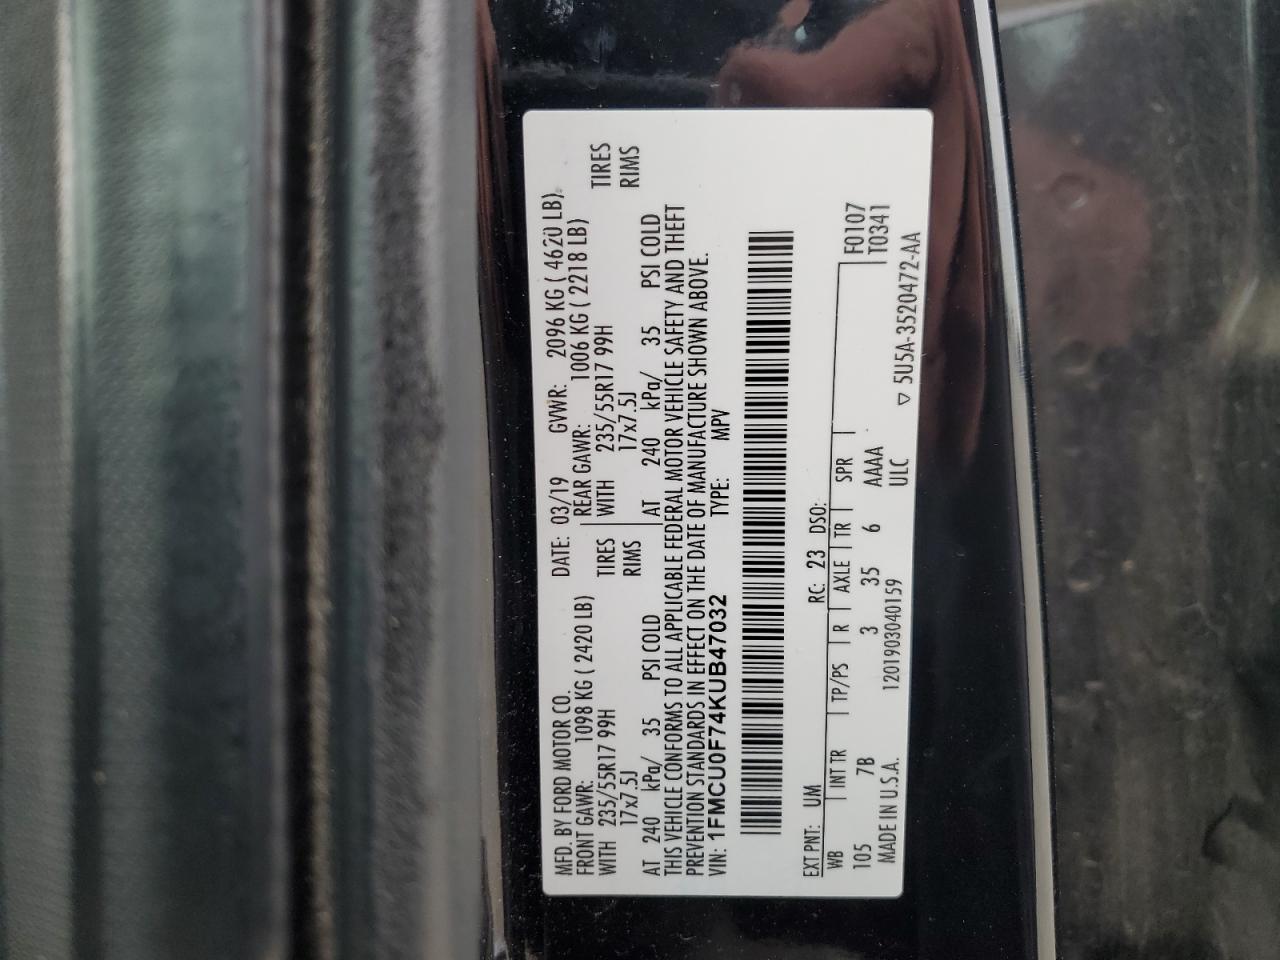 MFD. BY FORD MOTOR CO.
DATE: 03/19 GVWR: 2096 KG ( 4620 LB)
FRONT GAWR: 1098 KG ( 2420 LB)
REAR GAWR: 1006 KG ( 2218 LB)
WITH 235/55R17 99H TIRES
WITH 235/55R17 99H TIRES
17x7.5J RIMS
17x7.5J RIMS
AT 240 kPa/ 35 PSI COLD
AT 240 kPa/ 35 PSI COLD
THIS VEHICLE CONFORMS TO ALL APPLICABLE FEDERAL MOTOR VEHICLE SAFETY AND THEFT
PREVENTION STANDARDS IN EFFECT ON THE DATE OF MANUFACTURE SHOWN ABOVE.
VIN: 1FMCU0F74KUB47032 TYPE: MPV
EXT PNT: UM RC: 23 DSO:
WB INT TR TP/PS R AXLE TR SPR F0107
105 7B 3 35 6 AAAA T0341
MADE IN U.S.A. 1201903040159 ULC
▽ 5U5A-3520472-AA